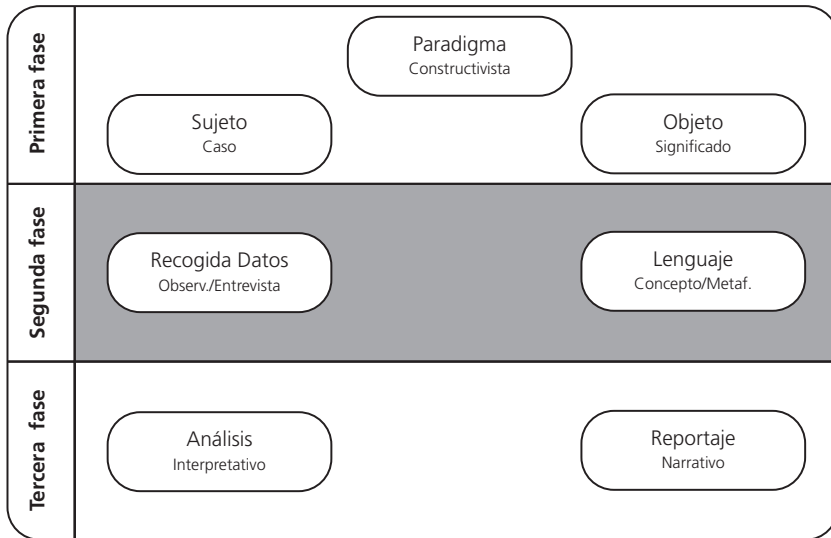 Primera fase
Paradigma
Constructivista
Sujeto
Caso
Objeto
Significado
Segunda fase
Recogida Datos
Observ./Entrevista
Lenguaje
Concepto/Metaf.
Tercera fase
Análisis
Interpretativo
Reportaje
Narrativo